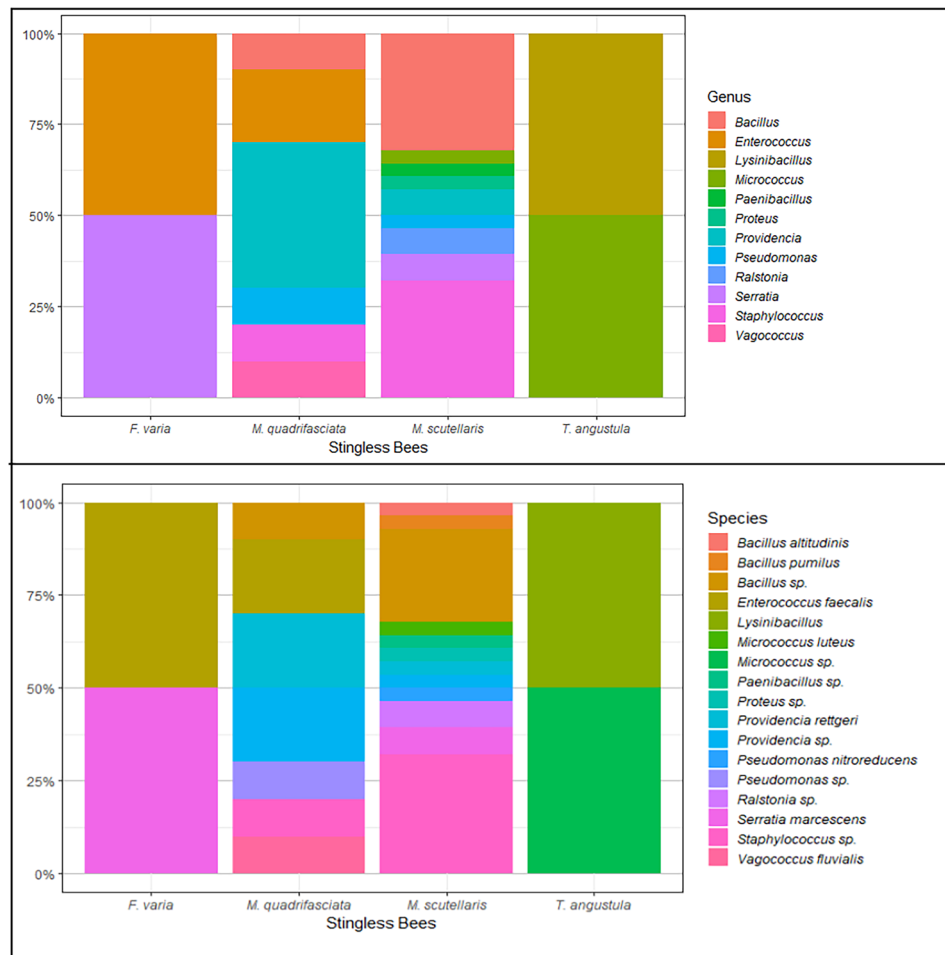 100%
75%
50%
25%
0%
F. varia
M. quadrifasciata
M. scutellaris
T. angustula
Stingless Bees
Genus
Bacillus
Enterococcus
Lysinibacillus
Micrococcus
Paenibacillus
Proteus
Providencia
Pseudomonas
Ralstonia
Serratia
Staphylococcus
Vagococcus
100%
75%
50%
25%
0%
F. varia
M. quadrifasciata
M. scutellaris
T. angustula
Stingless Bees
Species
Bacillus altitudinis
Bacillus pumilus
Bacillus sp.
Enterococcus faecalis
Lysinibacillus
Micrococcus luteus
Micrococcus sp.
Paenibacillus sp.
Proteus sp.
Providencia rettgeri
Providencia sp.
Pseudomonas nitroreducens
Pseudomonas sp.
Ralstonia sp.
Serratia marcescens
Staphylococcus sp.
Vagococcus fluvialis